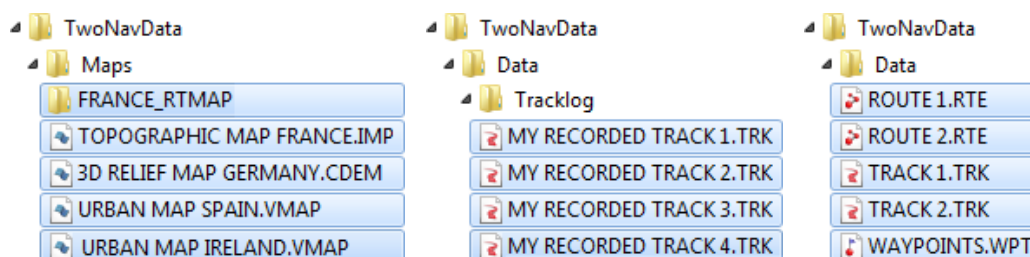 TwoNavData
Maps
FRANCE_RTMAP
TOPOGRAPHIC MAP FRANCE.IMP
3D RELIEF MAP GERMANY.CDEM
URBAN MAP SPAIN.VMAP
URBAN MAP IRELAND.VMAP
TwoNavData
Data
Tracklog
MY RECORDED TRACK 1.TRK
MY RECORDED TRACK 2.TRK
MY RECORDED TRACK 3.TRK
MY RECORDED TRACK 4.TRK
TwoNavData
Data
ROUTE 1.RTE
ROUTE 2.RTE
TRACK 1.TRK
TRACK 2.TRK
WAYPOINTS.WPT